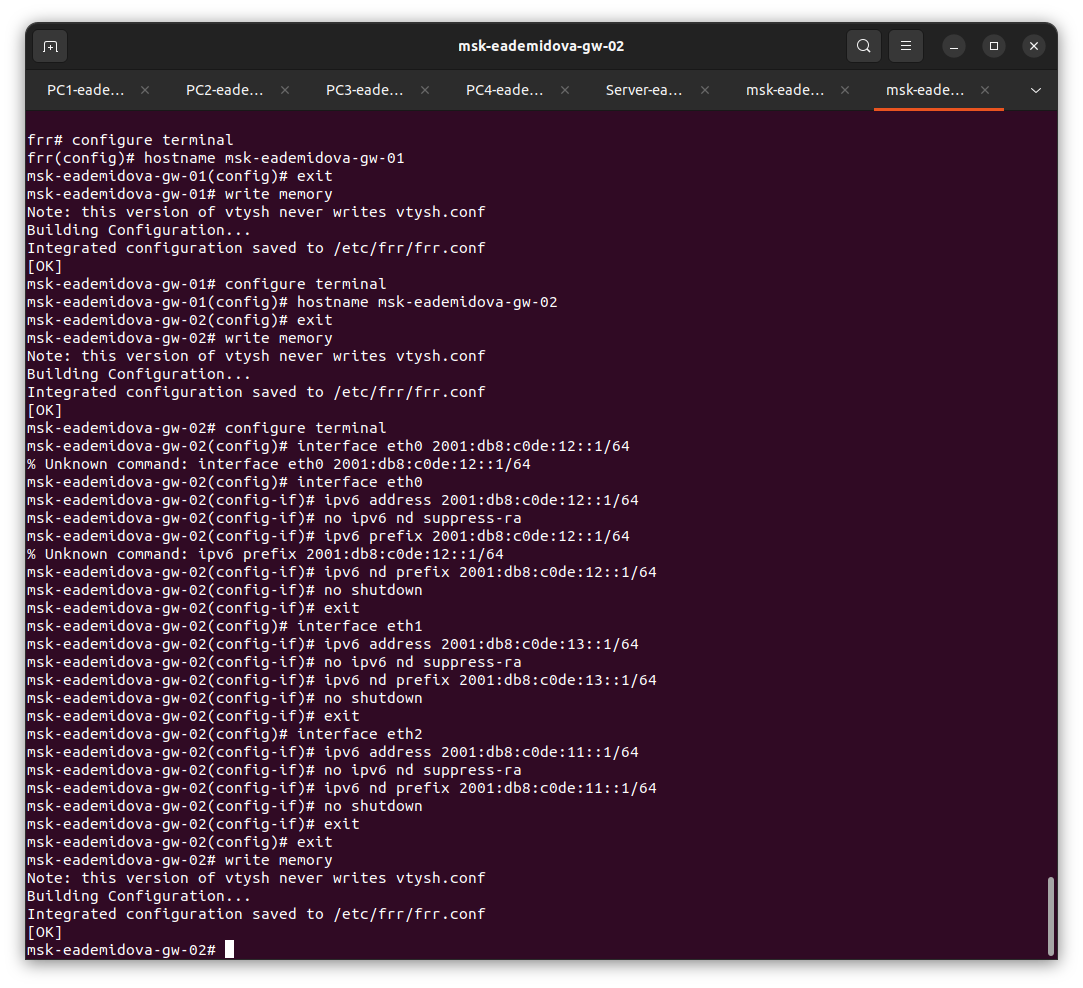 msk-eademidova-gw-02
PC1-eade... PC2-eade... PC3-eade... PC4-eade... Server-ea... msk-eade... msk-eade...
frr# configure terminal
frr(config)# hostname msk-eademidova-gw-01
msk-eademidova-gw-01(config)# exit
msk-eademidova-gw-01# write memory
Note: this version of vtysh never writes vtysh.conf
Building Configuration...
Integrated configuration saved to /etc/frr/frr.conf
[OK]
msk-eademidova-gw-01# configure terminal
msk-eademidova-gw-01(config)# hostname msk-eademidova-gw-02
msk-eademidova-gw-02(config)# exit
msk-eademidova-gw-02# write memory
Note: this version of vtysh never writes vtysh.conf
Building Configuration...
Integrated configuration saved to /etc/frr/frr.conf
[OK]
msk-eademidova-gw-02# configure terminal
msk-eademidova-gw-02(config)# interface eth0 2001:db8:c0de:12::1/64
% Unknown command: interface eth0 2001:db8:c0de:12::1/64
msk-eademidova-gw-02(config)# interface eth0
msk-eademidova-gw-02(config-if)# ipv6 address 2001:db8:c0de:12::1/64
msk-eademidova-gw-02(config-if)# no ipv6 nd suppress-ra
msk-eademidova-gw-02(config-if)# ipv6 prefix 2001:db8:c0de:12::1/64
% Unknown command: ipv6 prefix 2001:db8:c0de:12::1/64
msk-eademidova-gw-02(config-if)# ipv6 nd prefix 2001:db8:c0de:12::1/64
msk-eademidova-gw-02(config-if)# no shutdown
msk-eademidova-gw-02(config-if)# exit
msk-eademidova-gw-02(config)# interface eth1
msk-eademidova-gw-02(config-if)# ipv6 address 2001:db8:c0de:13::1/64
msk-eademidova-gw-02(config-if)# no ipv6 nd suppress-ra
msk-eademidova-gw-02(config-if)# ipv6 nd prefix 2001:db8:c0de:13::1/64
msk-eademidova-gw-02(config-if)# no shutdown
msk-eademidova-gw-02(config-if)# exit
msk-eademidova-gw-02(config)# interface eth2
msk-eademidova-gw-02(config-if)# ipv6 address 2001:db8:c0de:11::1/64
msk-eademidova-gw-02(config-if)# no ipv6 nd suppress-ra
msk-eademidova-gw-02(config-if)# ipv6 nd prefix 2001:db8:c0de:11::1/64
msk-eademidova-gw-02(config-if)# no shutdown
msk-eademidova-gw-02(config-if)# exit
msk-eademidova-gw-02(config)# exit
msk-eademidova-gw-02# write memory
Note: this version of vtysh never writes vtysh.conf
Building Configuration...
Integrated configuration saved to /etc/frr/frr.conf
[OK]
msk-eademidova-gw-02#